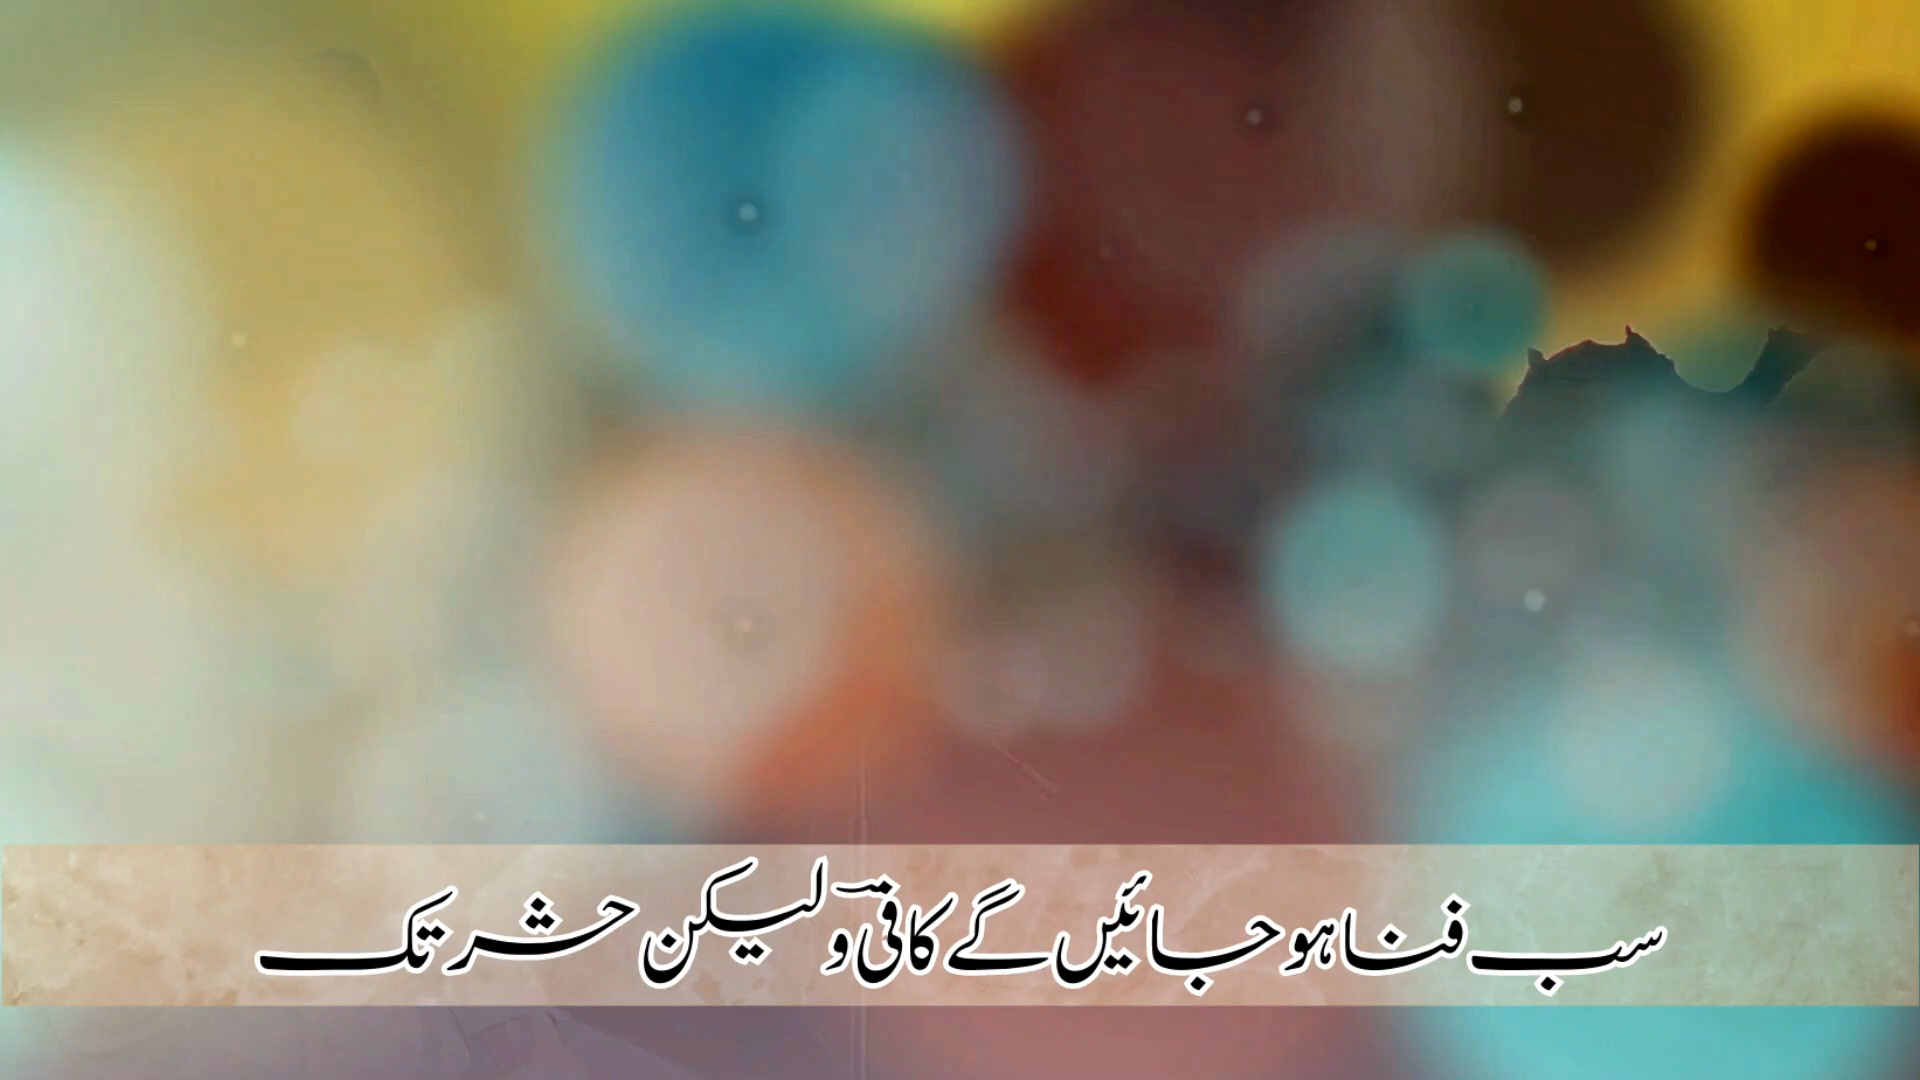 سب فنا ہو جائیں گے کافیؔ و لیکن حشر تک